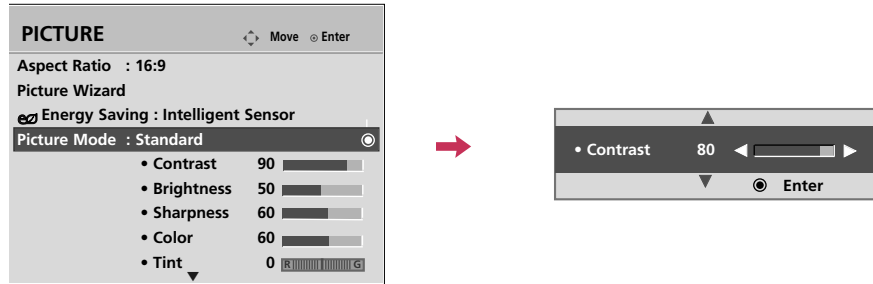 PICTURE
Move Enter
Aspect Ratio : 16:9
Picture Wizard
Energy Saving : Intelligent Sensor
Picture Mode : Standard
• Contrast 90
• Brightness 50
• Sharpness 60
• Color 60
• Tint 0 R G
• Contrast 80
Enter